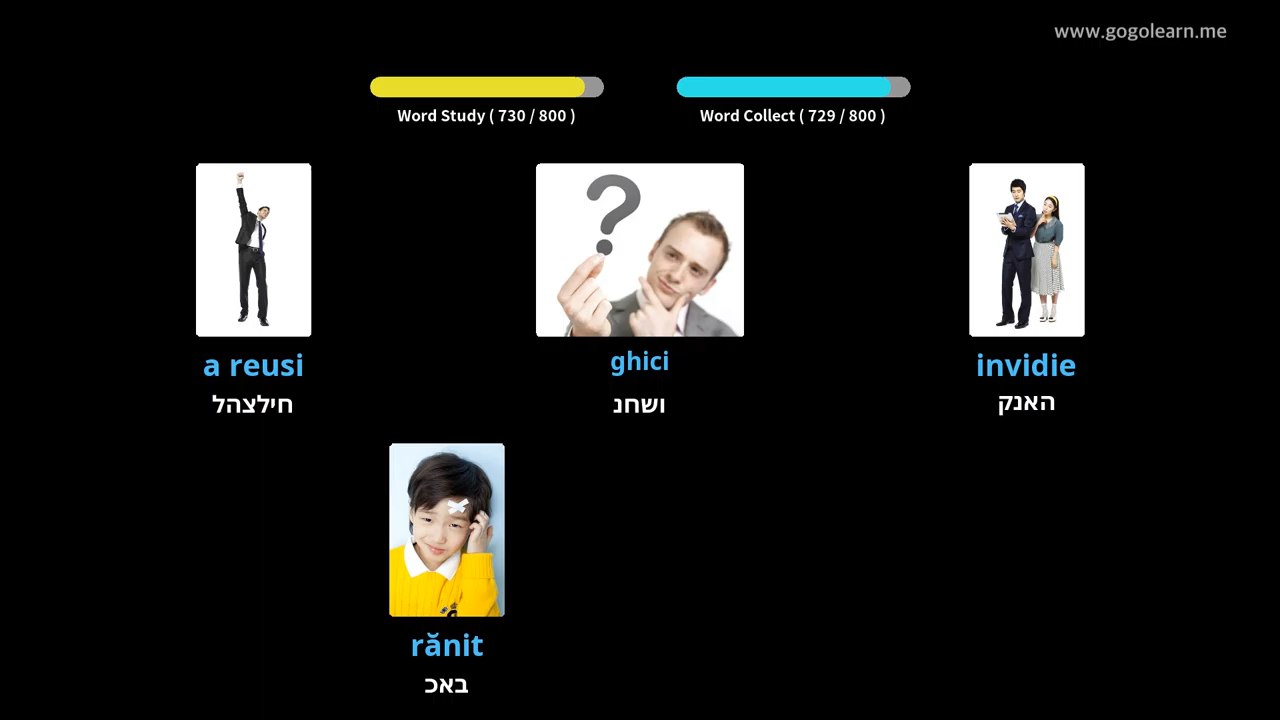 www.gogolearn.me
Word Study ( 730 / 800 )
Word Collect ( 729 / 800 )
a reusi
חילצהל
ghici
ושחנ
invidie
האנק
rănit
באכ